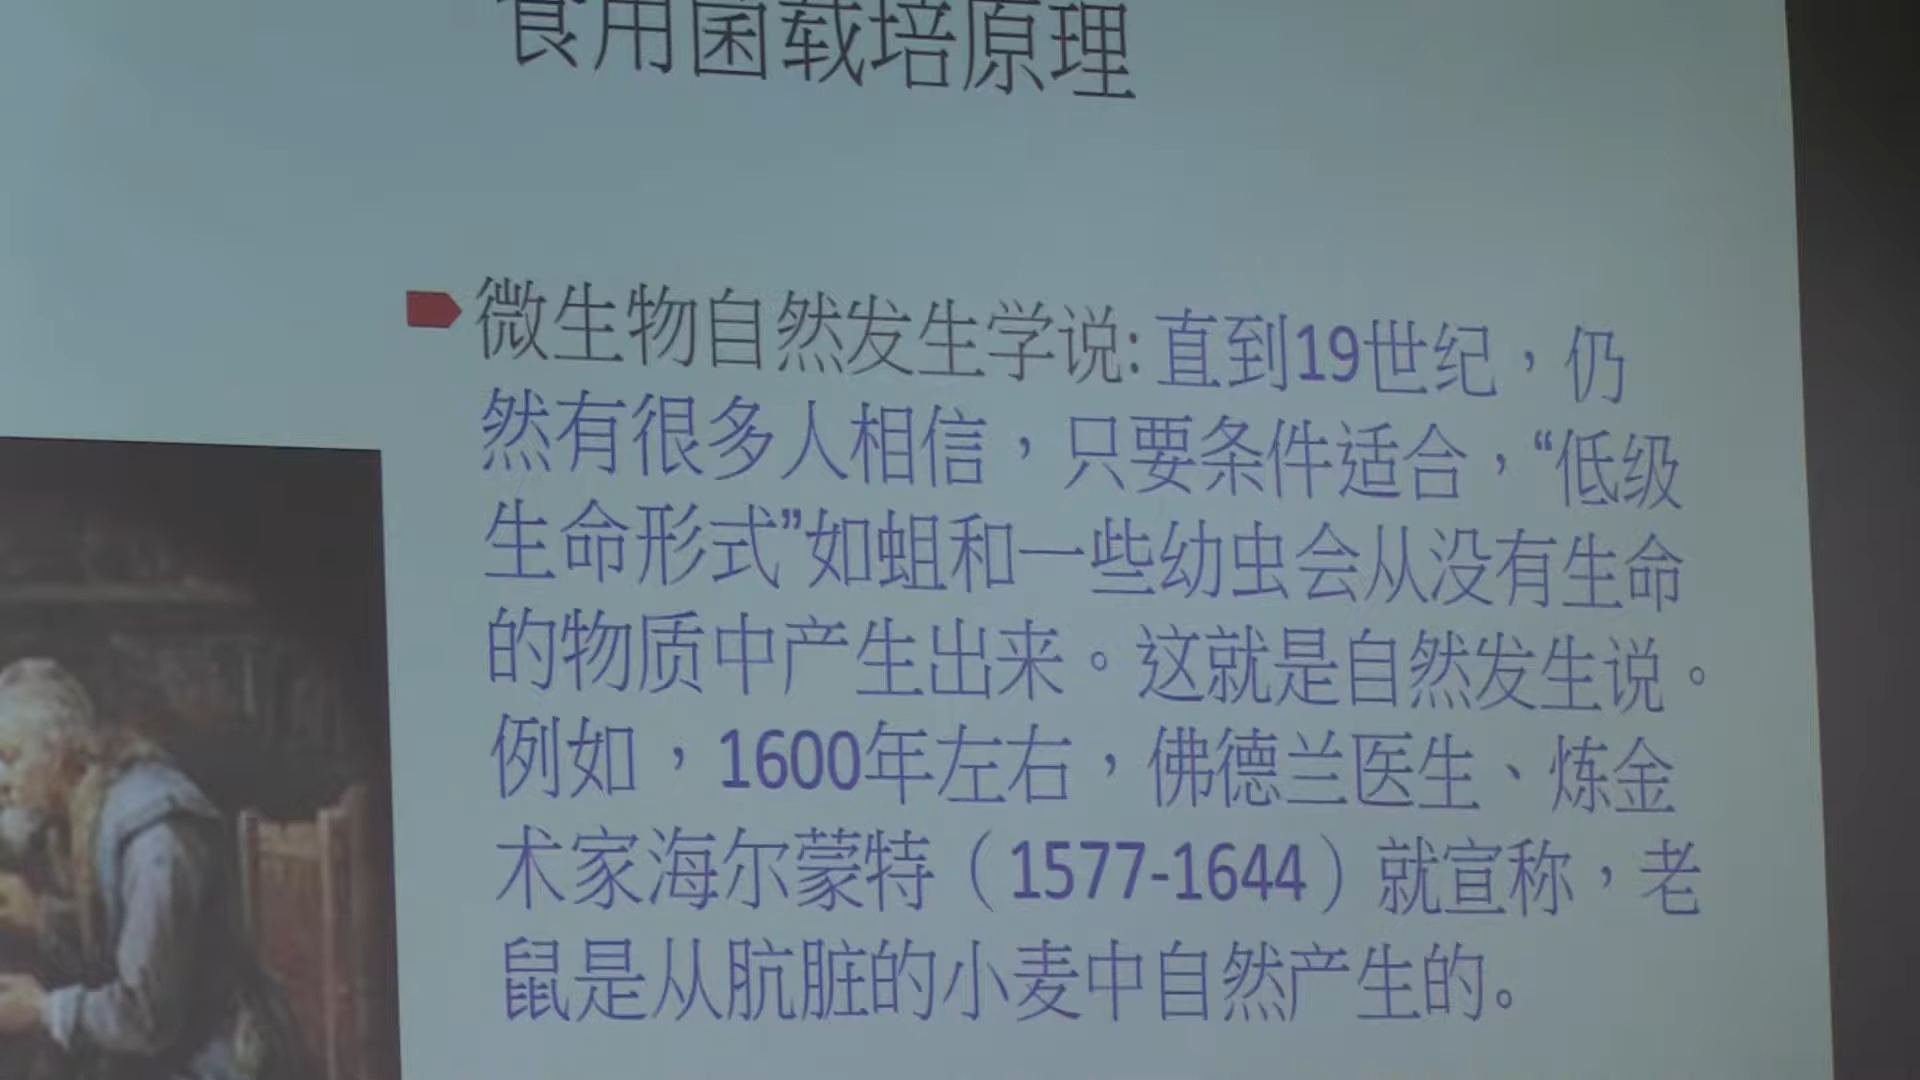 食用菌载培原理
微生物自然发生学说: 直到19世纪，仍
然有很多人相信，只要条件适合，“低级
生命形式”如蛆和一些幼虫会从没有生命
的物质中产生出来。这就是自然发生说。
例如，1600年左右，佛德兰医生、炼金
术家海尔蒙特（1577-1644）就宣称，老
鼠是从肮脏的小麦中自然产生的。